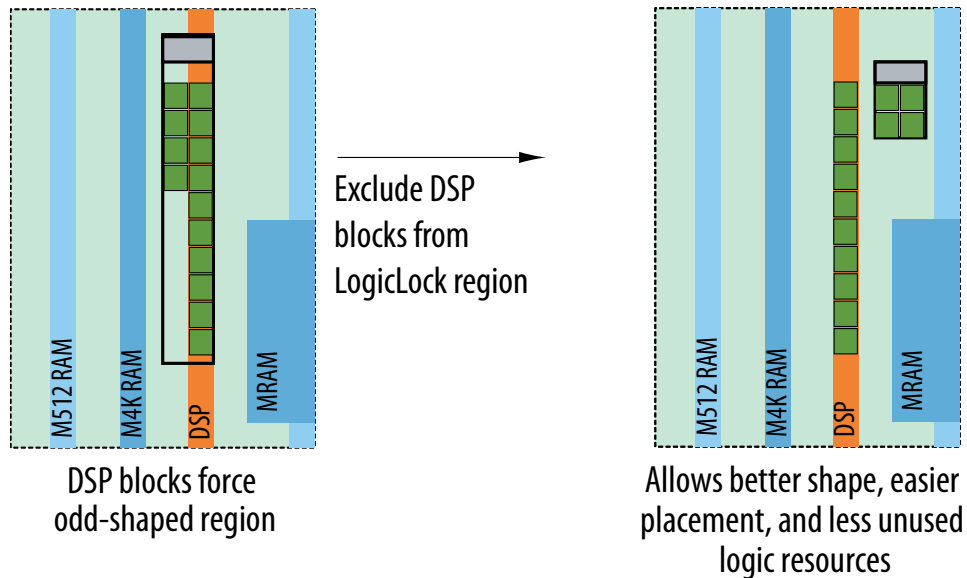 M512 RAM
M4K RAM
DSP
MRAM
DSP blocks force
odd-shaped region
Exclude DSP
blocks from
LogicLock region
M512 RAM
M4K RAM
DSP
MRAM
Allows better shape, easier
placement, and less unused
logic resources